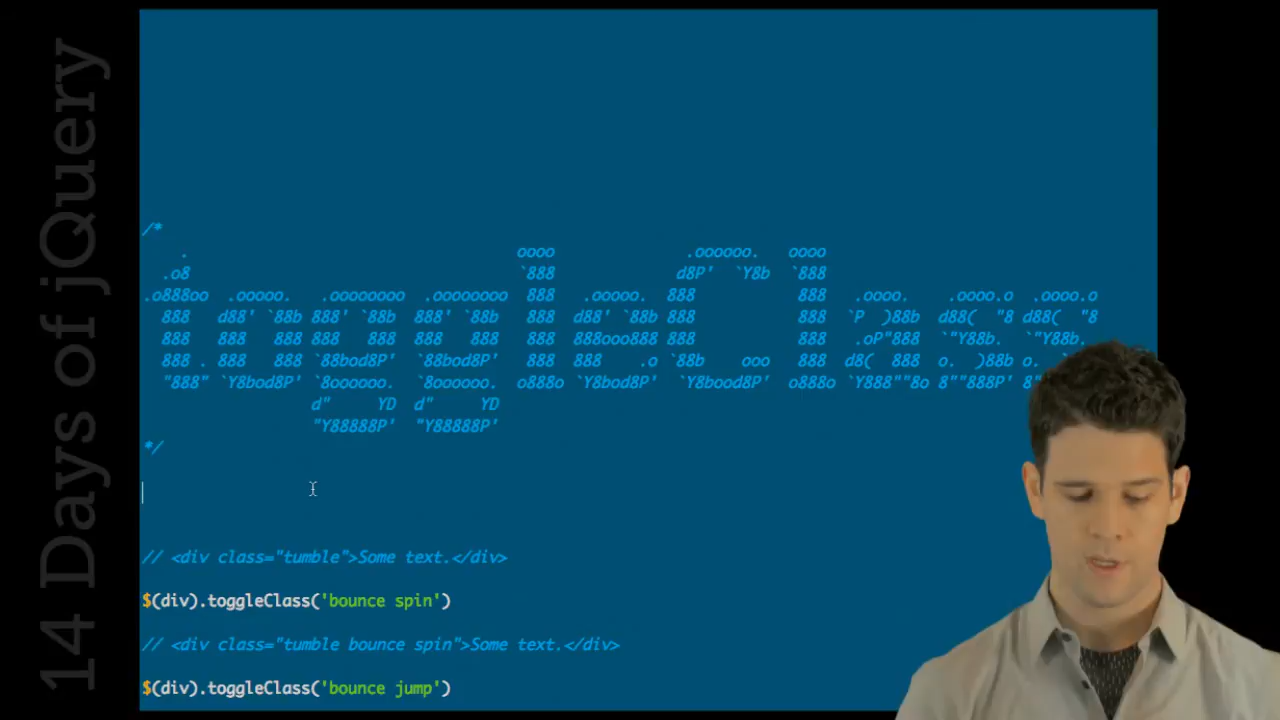 14 Days of jQuery
/*
toggleClass
*/
// <div class="tumble">Some text.</div>
$(div).toggleClass('bounce spin')
// <div class="tumble bounce spin">Some text.</div>
$(div).toggleClass('bounce jump')